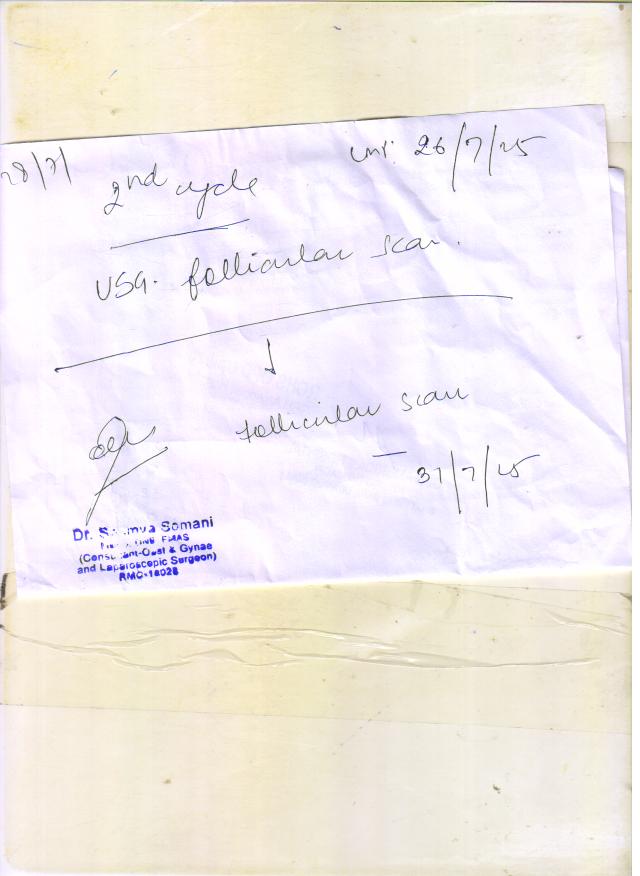 28/7/
LMP: 26/7/25
2nd cycle
USG. follicular scan.
↓
follicular scan
– 31/7/25
Dr. Somani
FMAS
(Consultant-Obst & Gynae
and Laparoscopic Surgeon)
RMC-18028